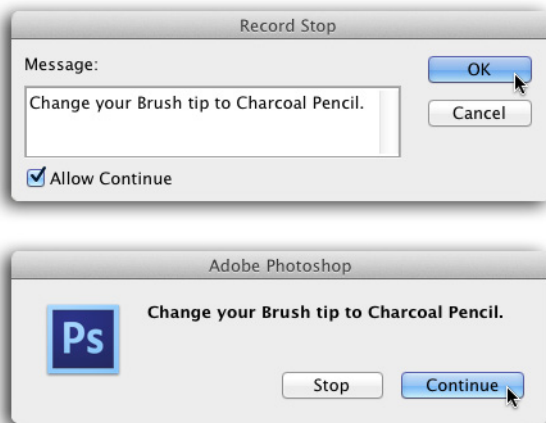 Record Stop
Message:
OK
Change your Brush tip to Charcoal Pencil.
Cancel
Allow Continue
Adobe Photoshop
Ps
Change your Brush tip to Charcoal Pencil.
Stop Continue